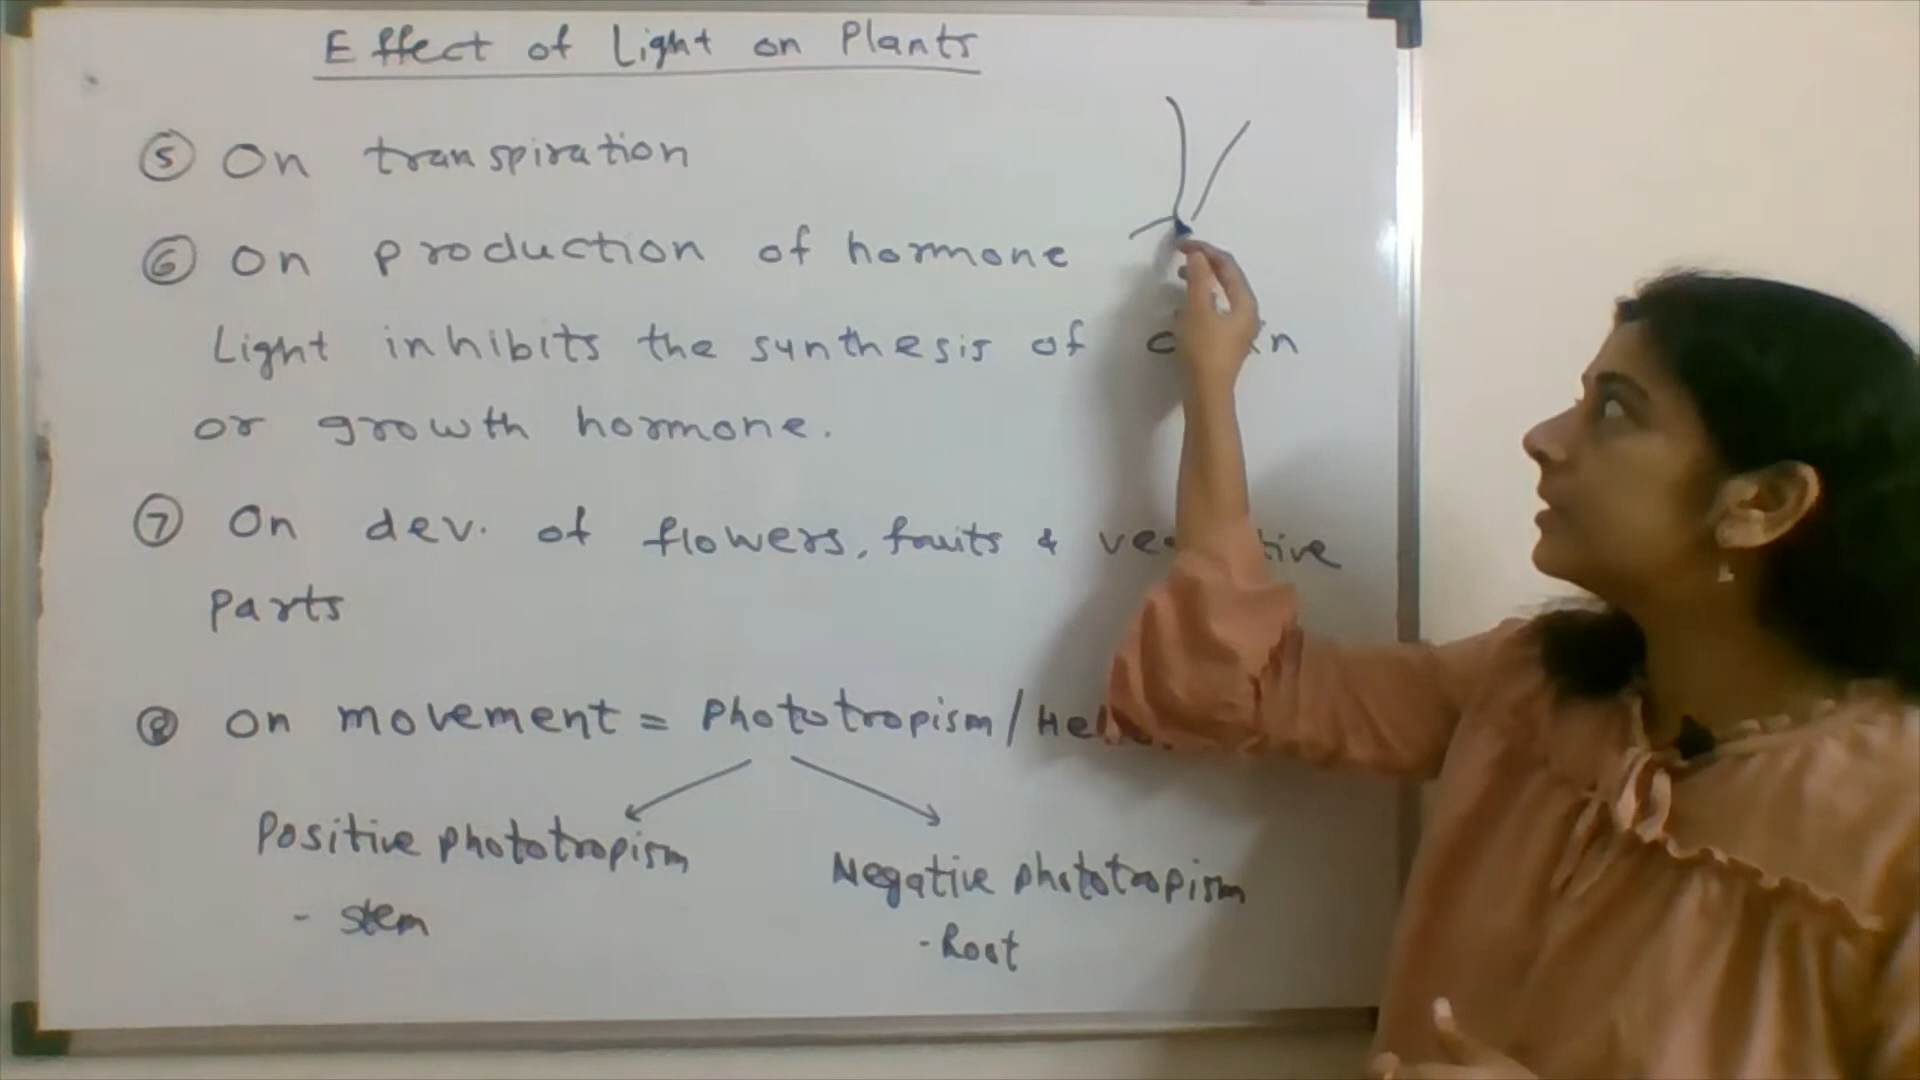 Effect of Light on Plants
⑤ On transpiration
⑥ On production of hormone
Light inhibits the synthesis of
or growth hormone.
⑦ On dev. of flowers, fruits &
Parts
⑧ On movement = Phototropism /
Positive phototropism
Negative phototropism
- Stem
- Root